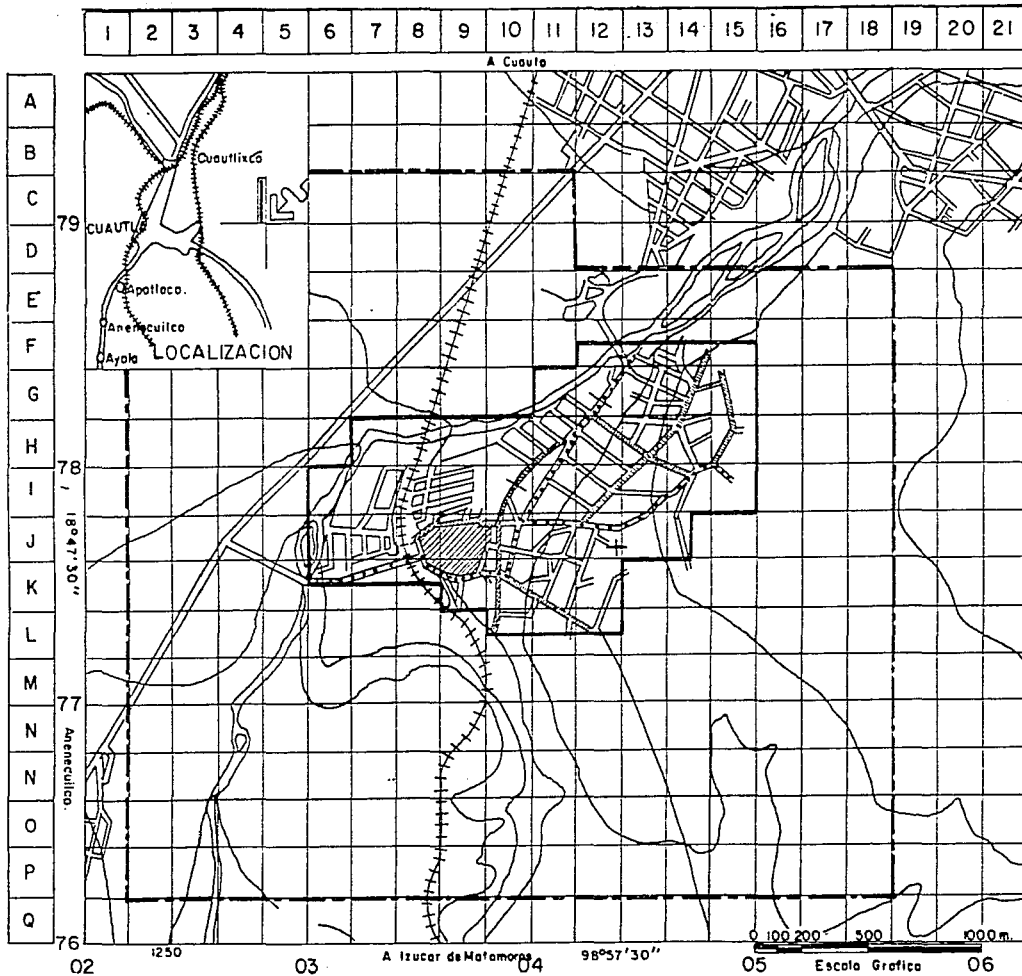 1 2 3 4 5 6 7 8 9 10 11 12 13 14 15 16 17 18 19 20 21
A Cuauta
A
B
C
D
E
F
G
H
I
J
K
L
M
N
N
O
P
Q
Cuautlixco
CUAUTL
Apatlaco.
Anenecuilco
Ayala
LOCALIZACION
79
78
18°47'30"
77
Anenecuilco.
76
1250
A Izucar de Matamoros
98°57'30"
0 100 200 500 1000 m.
02 03 04 05 06
Escala Grafica